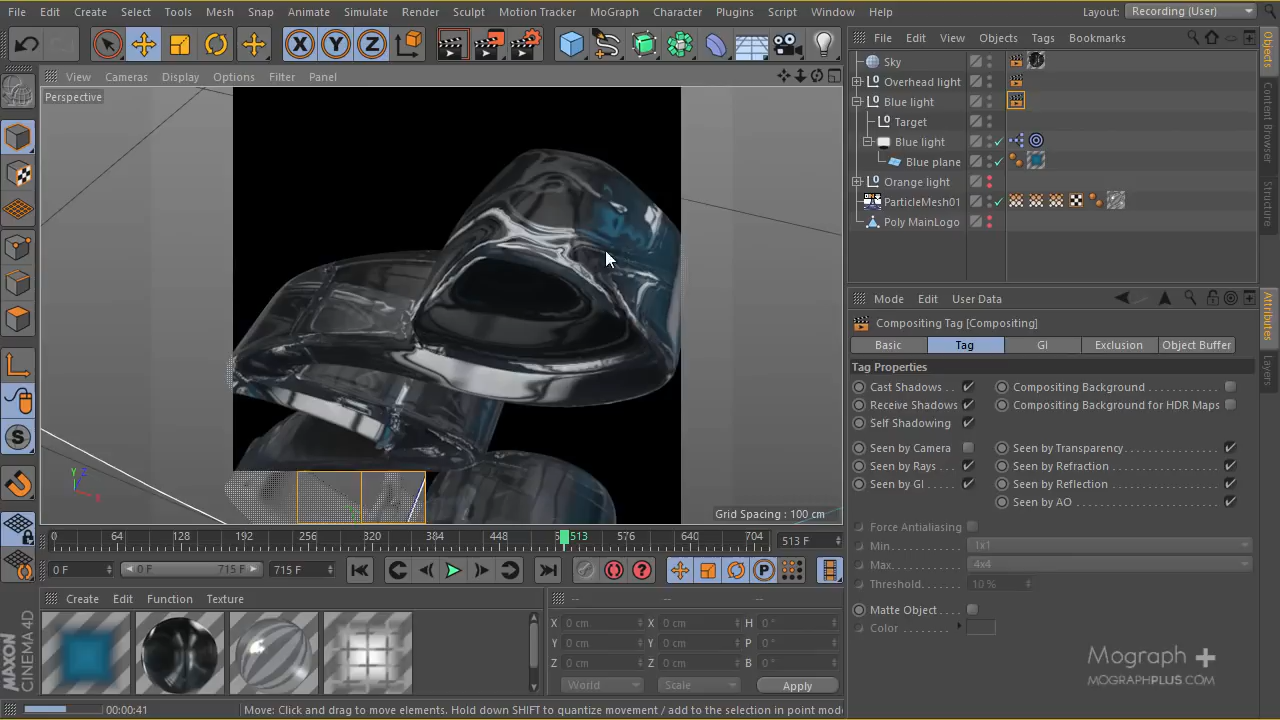 File Edit Create Select Tools Mesh Snap Animate Simulate Render Sculpt Motion Tracker MoGraph Character Plugins Script Window Help Layout: Recording (User)
X Y Z
View Cameras Display Options Filter Panel
Perspective
Grid Spacing : 100 cm
0 64 128 192 256 320 384 448 513 576 640 704 513 F
0 F 0 F 715 F 715 F
Create Edit Function Texture
-- -- --
X 0 cm X 0 cm H 0 °
Y 0 cm Y 0 cm P 0 °
Z 0 cm Z 0 cm B 0 °
World Scale Apply
MAXON
CINEMA 4D
00:00:41 Move: Click and drag to move elements. Hold down SHIFT to quantize movement / add to the selection in point mode
File Edit View Objects Tags Bookmarks
Sky
Overhead light
Blue light
Target
Blue light
Blue plane
Orange light
ParticleMesh01
Poly MainLogo
Objects
Content Browser
Structure
Mode Edit User Data
Compositing Tag [Compositing]
Basic Tag GI Exclusion Object Buffer
Tag Properties
Cast Shadows Compositing Background
Receive Shadows Compositing Background for HDR Maps
Self Shadowing
Seen by Camera Seen by Transparency
Seen by Rays Seen by Refraction
Seen by GI Seen by Reflection
Seen by AO
Force Antialiasing
Min. 1x1
Max. 4x4
Threshold. 10 %
Matte Object
Color
Attributes
Layers
Mograph +
MOGRAPHPLUS.COM